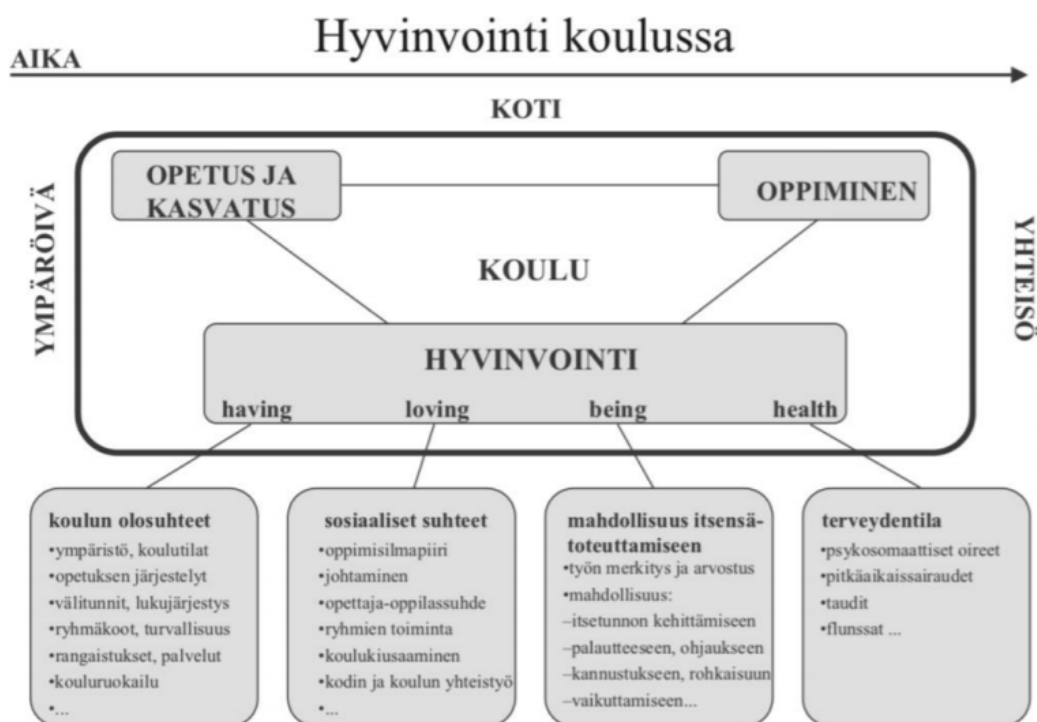 Hyvinvointi koulussa
AIKA
KOTI
YMPÄRÖIVÄ
OPETUS JA
KASVATUS
OPPIMINEN
KOULU
YHTEISÖ
HYVINVOINTI
having loving being health
koulun olosuhteet
•ympäristö, koulutilat
•opetuksen järjestelyt
•välitunnit, lukujärjestys
•ryhmäkoot, turvallisuus
•rangaistukset, palvelut
•kouluruokailu
•...
sosiaaliset suhteet
•oppimisilmapiiri
•johtaminen
•opettaja-oppilassuhde
•ryhmien toiminta
•koulukiusaaminen
•kodin ja koulun yhteistyö
•...
mahdollisuus itsensä-
toteuttamiseen
•työn merkitys ja arvostus
•mahdollisuus:
–itsetunnon kehittämiseen
–palautteeseen, ohjaukseen
–kannustukseen, rohkaisuun
–vaikuttamiseen...
terveydentila
•psykosomaattiset oireet
•pitkäaikaissairaudet
•taudit
•flunssat ...